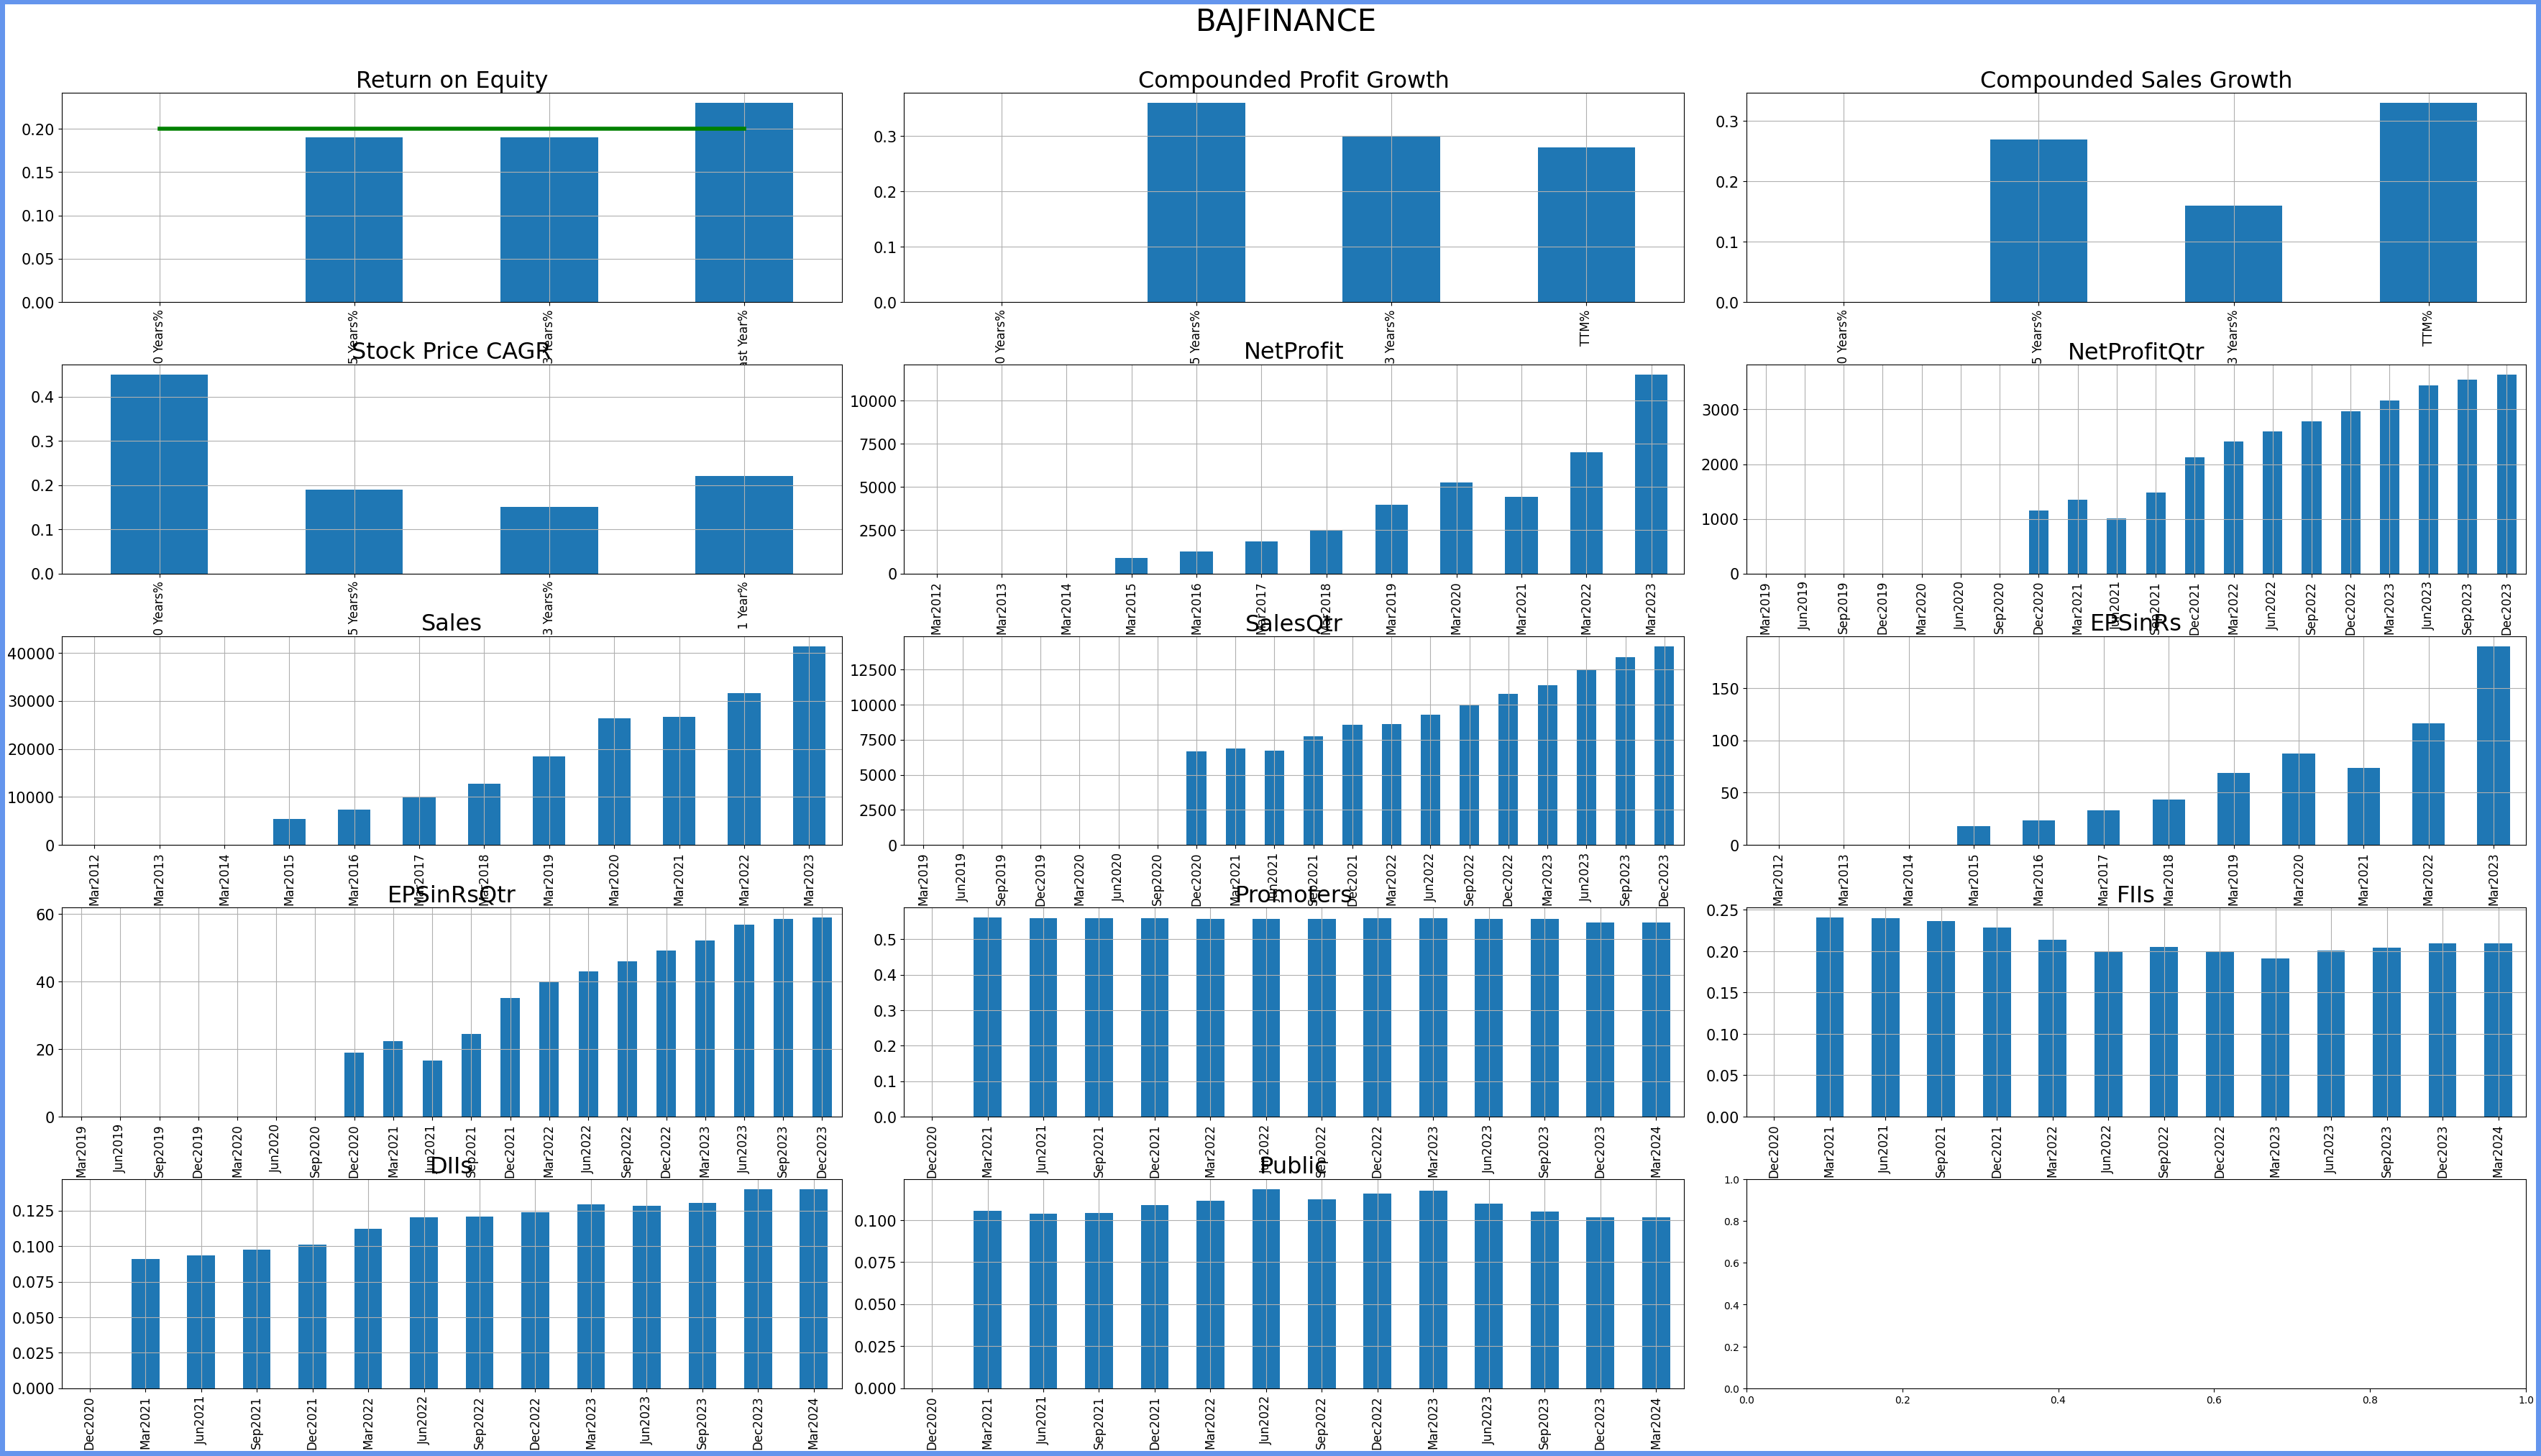 BAJFINANCE
Return on Equity
0.20
0.15
0.10
0.05
0.00
0 Years%
5 Years%
3 Years%
ast Year%
Compounded Profit Growth
0.3
0.2
0.1
0.0
0 Years%
5 Years%
3 Years%
TTM%
Compounded Sales Growth
0.3
0.2
0.1
0.0
0 Years%
5 Years%
3 Years%
TTM%
Stock Price CAGR
0.4
0.3
0.2
0.1
0.0
0 Years%
5 Years%
3 Years%
1 Year%
NetProfit
10000
7500
5000
2500
0
Mar2012
Mar2013
Mar2014
Mar2015
Mar2016
Mar2017
Mar2018
Mar2019
Mar2020
Mar2021
Mar2022
Mar2023
NetProfitQtr
3000
2000
1000
0
Mar2019
Jun2019
Sep2019
Dec2019
Mar2020
Jun2020
Sep2020
Dec2020
Mar2021
Jun2021
Sep2021
Dec2021
Mar2022
Jun2022
Sep2022
Dec2022
Mar2023
Jun2023
Sep2023
Dec2023
Sales
40000
30000
20000
10000
0
Mar2012
Mar2013
Mar2014
Mar2015
Mar2016
Mar2017
Mar2018
Mar2019
Mar2020
Mar2021
Mar2022
Mar2023
SalesQtr
12500
10000
7500
5000
2500
0
Mar2019
Jun2019
Sep2019
Dec2019
Mar2020
Jun2020
Sep2020
Dec2020
Mar2021
Jun2021
Sep2021
Dec2021
Mar2022
Jun2022
Sep2022
Dec2022
Mar2023
Jun2023
Sep2023
Dec2023
EPSinRs
150
100
50
0
Mar2012
Mar2013
Mar2014
Mar2015
Mar2016
Mar2017
Mar2018
Mar2019
Mar2020
Mar2021
Mar2022
Mar2023
EPSinRsQtr
60
40
20
0
Mar2019
Jun2019
Sep2019
Dec2019
Mar2020
Jun2020
Sep2020
Dec2020
Mar2021
Jun2021
Sep2021
Dec2021
Mar2022
Jun2022
Sep2022
Dec2022
Mar2023
Jun2023
Sep2023
Dec2023
Promoters
0.5
0.4
0.3
0.2
0.1
0.0
Dec2020
Mar2021
Jun2021
Sep2021
Dec2021
Mar2022
Jun2022
Sep2022
Dec2022
Mar2023
Jun2023
Sep2023
Dec2023
Mar2024
FIIs
0.25
0.20
0.15
0.10
0.05
0.00
Dec2020
Mar2021
Jun2021
Sep2021
Dec2021
Mar2022
Jun2022
Sep2022
Dec2022
Mar2023
Jun2023
Sep2023
Dec2023
Mar2024
DIIs
0.125
0.100
0.075
0.050
0.025
0.000
Dec2020
Mar2021
Jun2021
Sep2021
Dec2021
Mar2022
Jun2022
Sep2022
Dec2022
Mar2023
Jun2023
Sep2023
Dec2023
Mar2024
Public
0.100
0.075
0.050
0.025
0.000
Dec2020
Mar2021
Jun2021
Sep2021
Dec2021
Mar2022
Jun2022
Sep2022
Dec2022
Mar2023
Jun2023
Sep2023
Dec2023
Mar2024
1.0
0.8
0.6
0.4
0.2
0.0
0.0
0.2
0.4
0.6
0.8
1.0